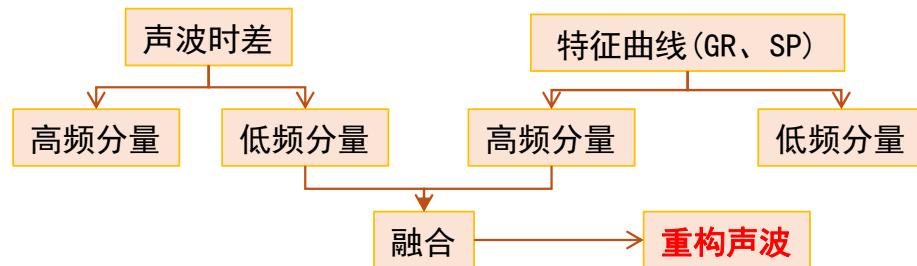 声波时差
特征曲线(GR、SP)
高频分量
低频分量
高频分量
低频分量
融合
重构声波